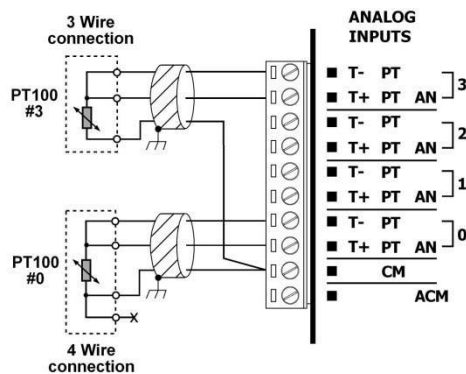 3 Wire
connection
PT100
#3
PT100
#0
4 Wire
connection
ANALOG
INPUTS
T- PT
T+ PT AN
3
T- PT
T+ PT AN
2
T- PT
T+ PT AN
1
T- PT
T+ PT AN
0
CM
ACM